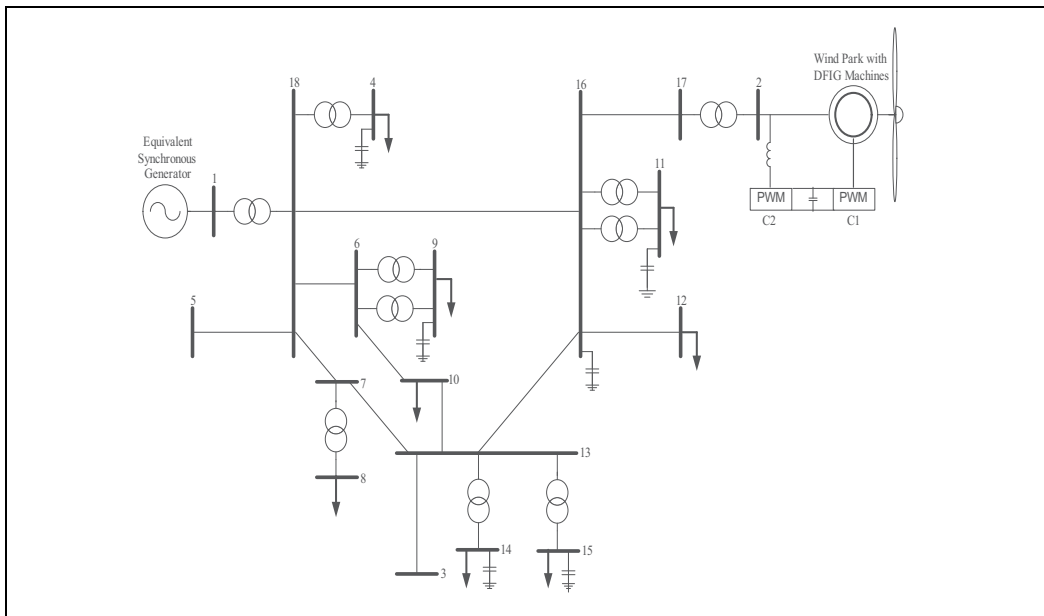 Wind Park with
DFIG Machines
18
4
16
17
2
Equivalent
Synchronous
Generator
1
11
PWM
PWM
C2
C1
6
9
5
12
7
10
13
8
14
15
3